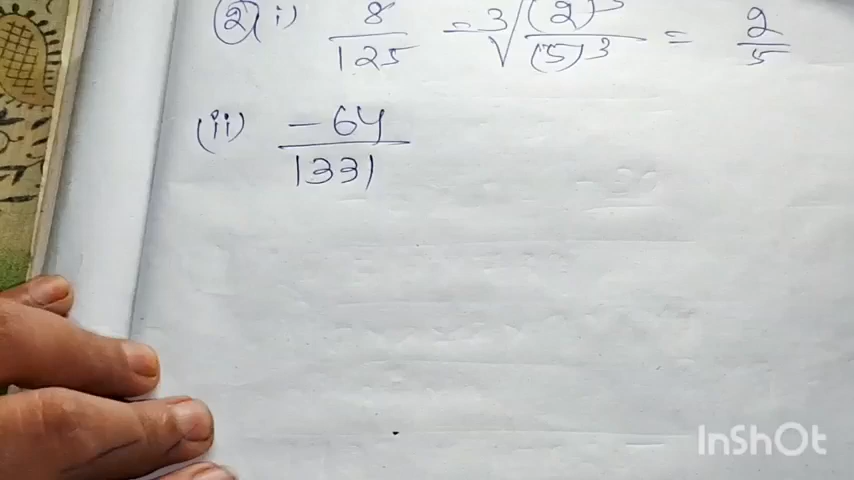 (2)(i) 8/125 = ∛((2)³/(5)³) = 2/5
(ii) -64/1331
InShOt